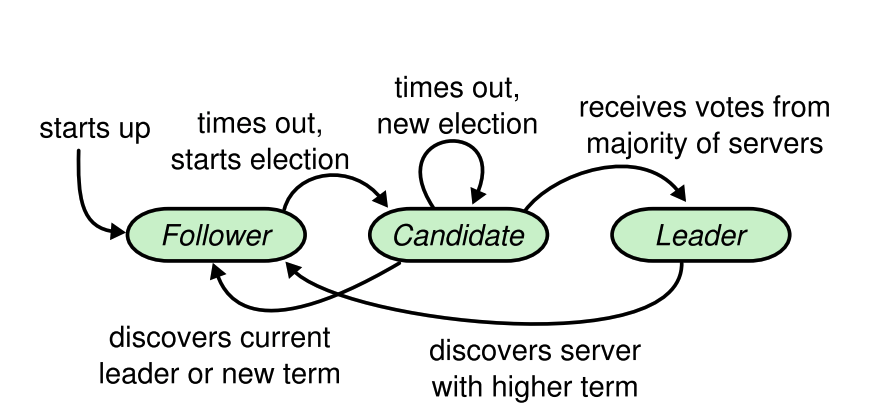 starts up
times out,
starts election
times out,
new election
receives votes from
majority of servers
Follower
Candidate
Leader
discovers current
leader or new term
discovers server
with higher term